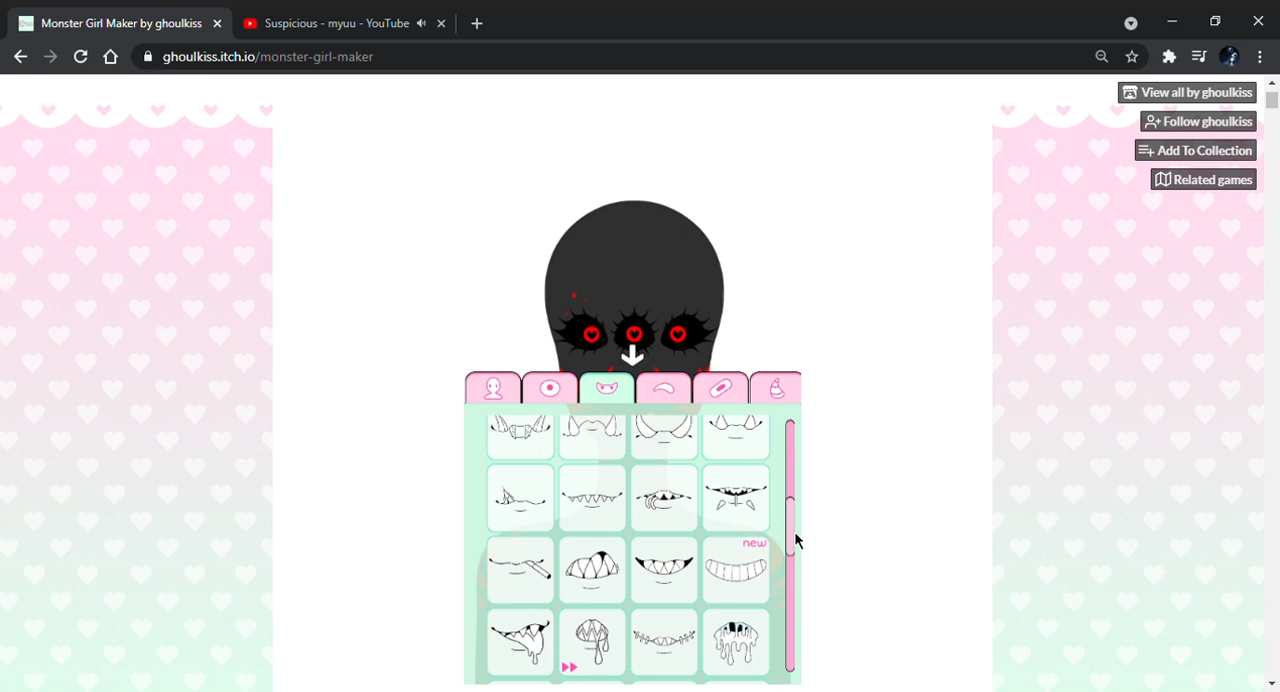 Monster Girl Maker by ghoulkiss
Suspicious - myuu - YouTube
ghoulkiss.itch.io/monster-girl-maker
View all by ghoulkiss
Follow ghoulkiss
Add To Collection
Related games
new